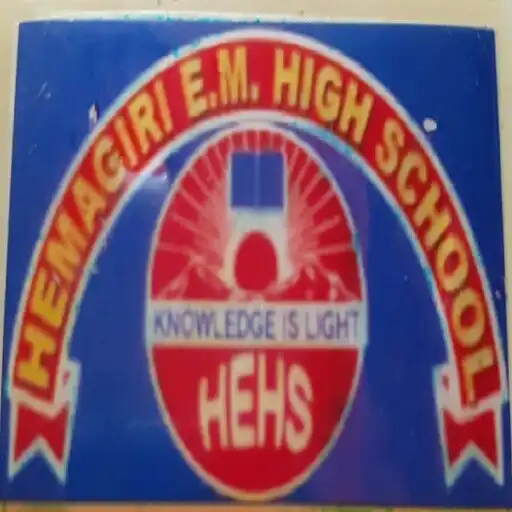 HEMAGIRI E.M. HIGH SCHOOL
KNOWLEDGE IS LIGHT
HEHS